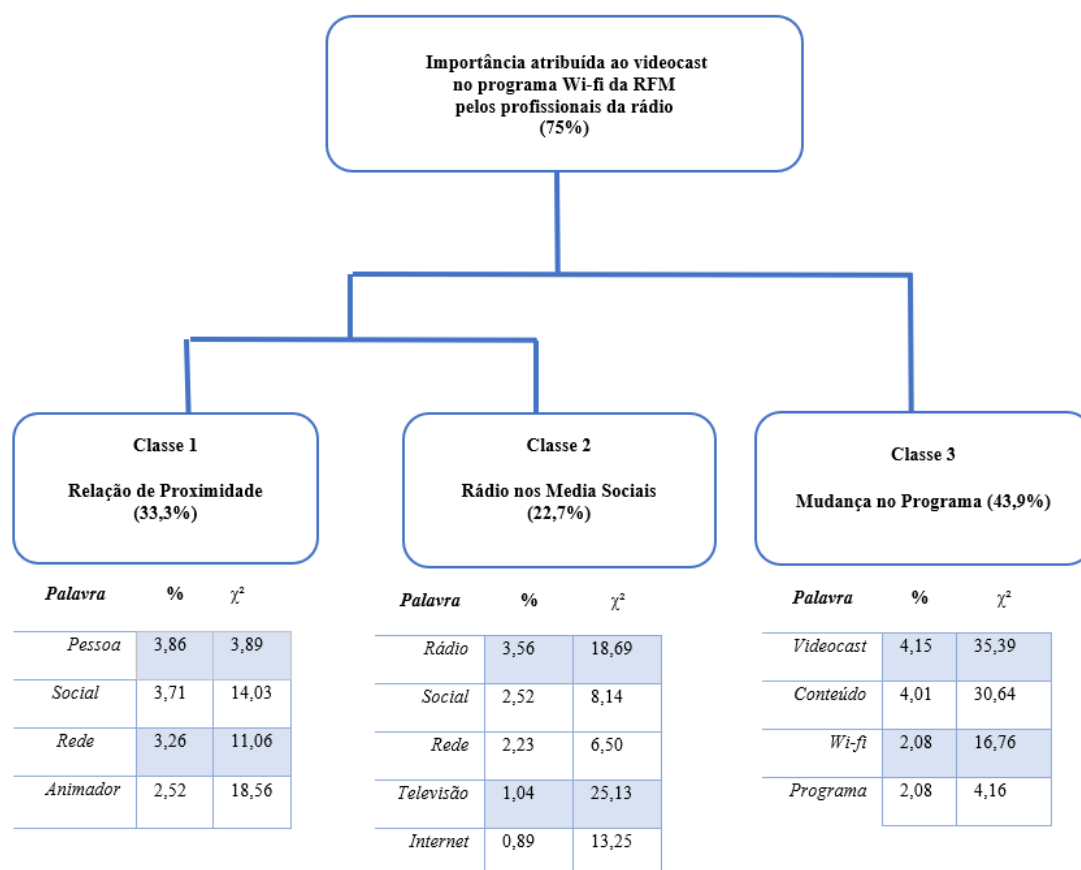 Importância atribuída ao videocast
no programa Wi-fi da RFM
pelos profissionais da rádio
(75%)
Classe 1
Relação de Proximidade
(33,3%)
Classe 2
Rádio nos Media Sociais
(22,7%)
Classe 3
Mudança no Programa (43,9%)
Palavra % χ²
Pessoa 3,86 3,89
Social 3,71 14,03
Rede 3,26 11,06
Animador 2,52 18,56
Palavra % χ²
Rádio 3,56 18,69
Social 2,52 8,14
Rede 2,23 6,50
Televisão 1,04 25,13
Internet 0,89 13,25
Palavra % χ²
Videocast 4,15 35,39
Conteúdo 4,01 30,64
Wi-fi 2,08 16,76
Programa 2,08 4,16